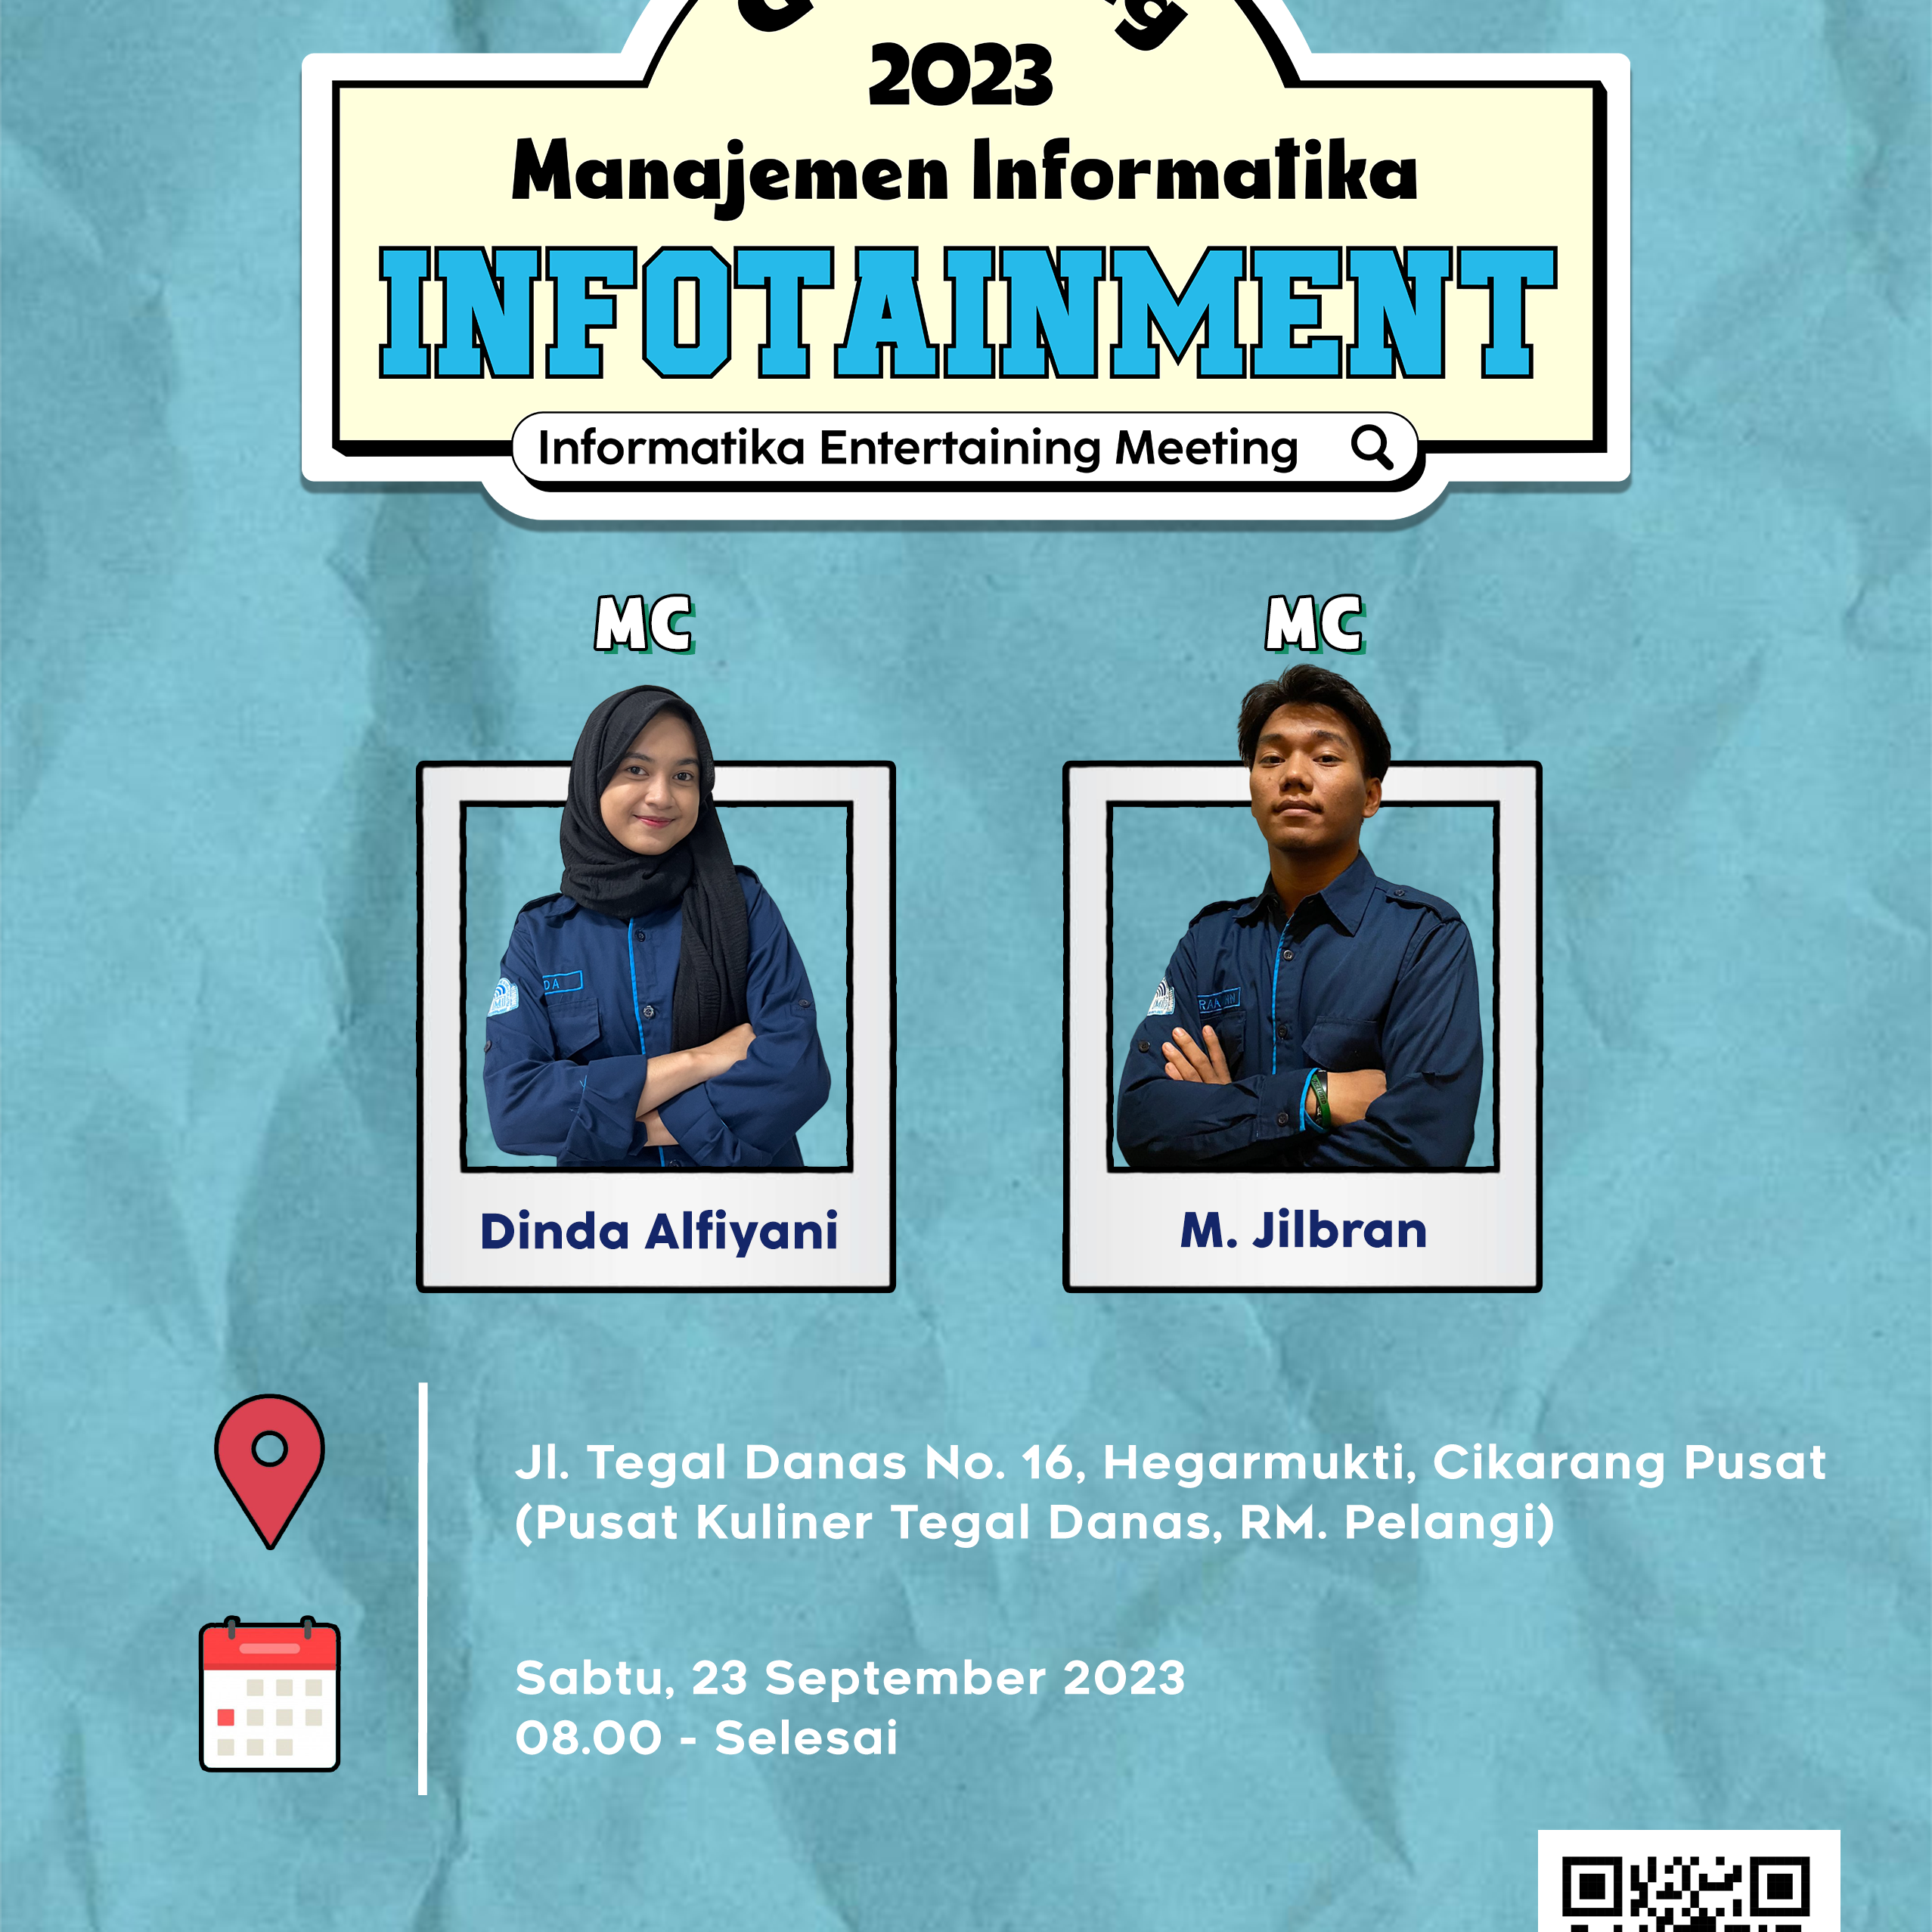 2023
Manajemen Informatika
INFOTAINMENT
Informatika Entertaining Meeting
MC
MC
DA
Dinda Alfiyani
M. Jilbran
Jl. Tegal Danas No. 16, Hegarmukti, Cikarang Pusat
(Pusat Kuliner Tegal Danas, RM. Pelangi)
Sabtu, 23 September 2023
08.00 - Selesai